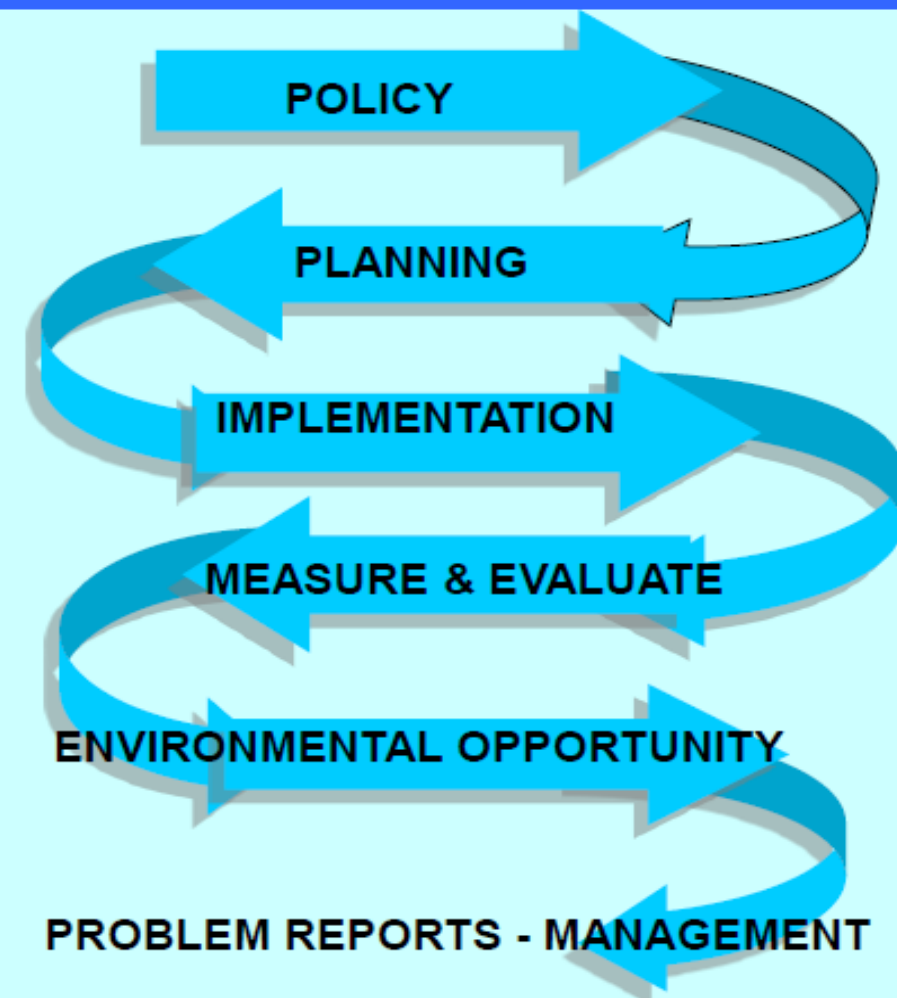 POLICY
PLANNING
IMPLEMENTATION
MEASURE & EVALUATE
ENVIRONMENTAL OPPORTUNITY
PROBLEM REPORTS - MANAGEMENT